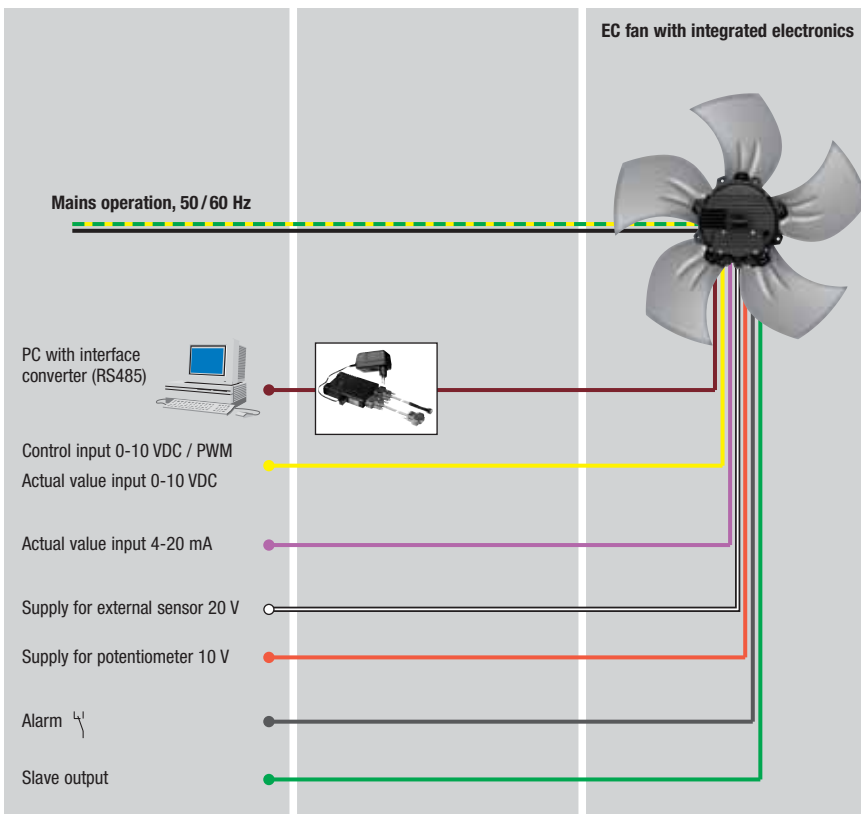 EC fan with integrated electronics
Mains operation, 50/60 Hz
PC with interface
converter (RS485)
Control input 0-10 VDC / PWM
Actual value input 0-10 VDC
Actual value input 4-20 mA
Supply for external sensor 20 V
Supply for potentiometer 10 V
Alarm
Slave output